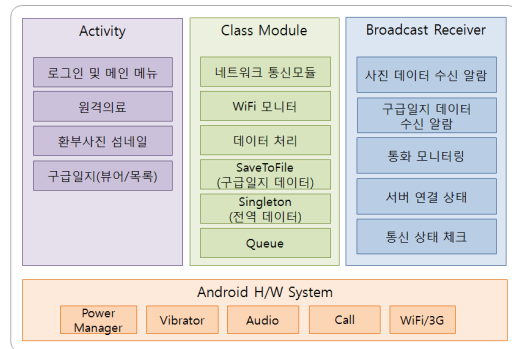 Activity
로그인 및 메인 메뉴
원격의료
환부사진 섬네일
구급일지(뷰어/목록)
Class Module
네트워크 통신모듈
WiFi 모니터
데이터 처리
SaveToFile
(구급일지 데이터)
Singleton
(전역 데이터)
Queue
Broadcast Receiver
사진 데이터 수신 알람
구급일지 데이터
수신 알람
통화 모니터링
서버 연결 상태
통신 상태 체크
Android H/W System
Power
Manager
Vibrator
Audio
Call
WiFi/3G